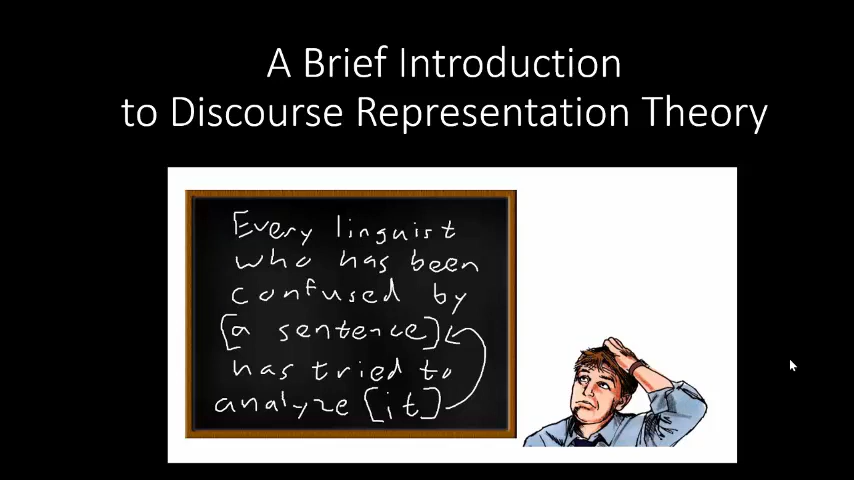 A Brief Introduction
to Discourse Representation Theory
Every linguist
who has been
confused by
[a sentence]
has tried to
analyze [it]